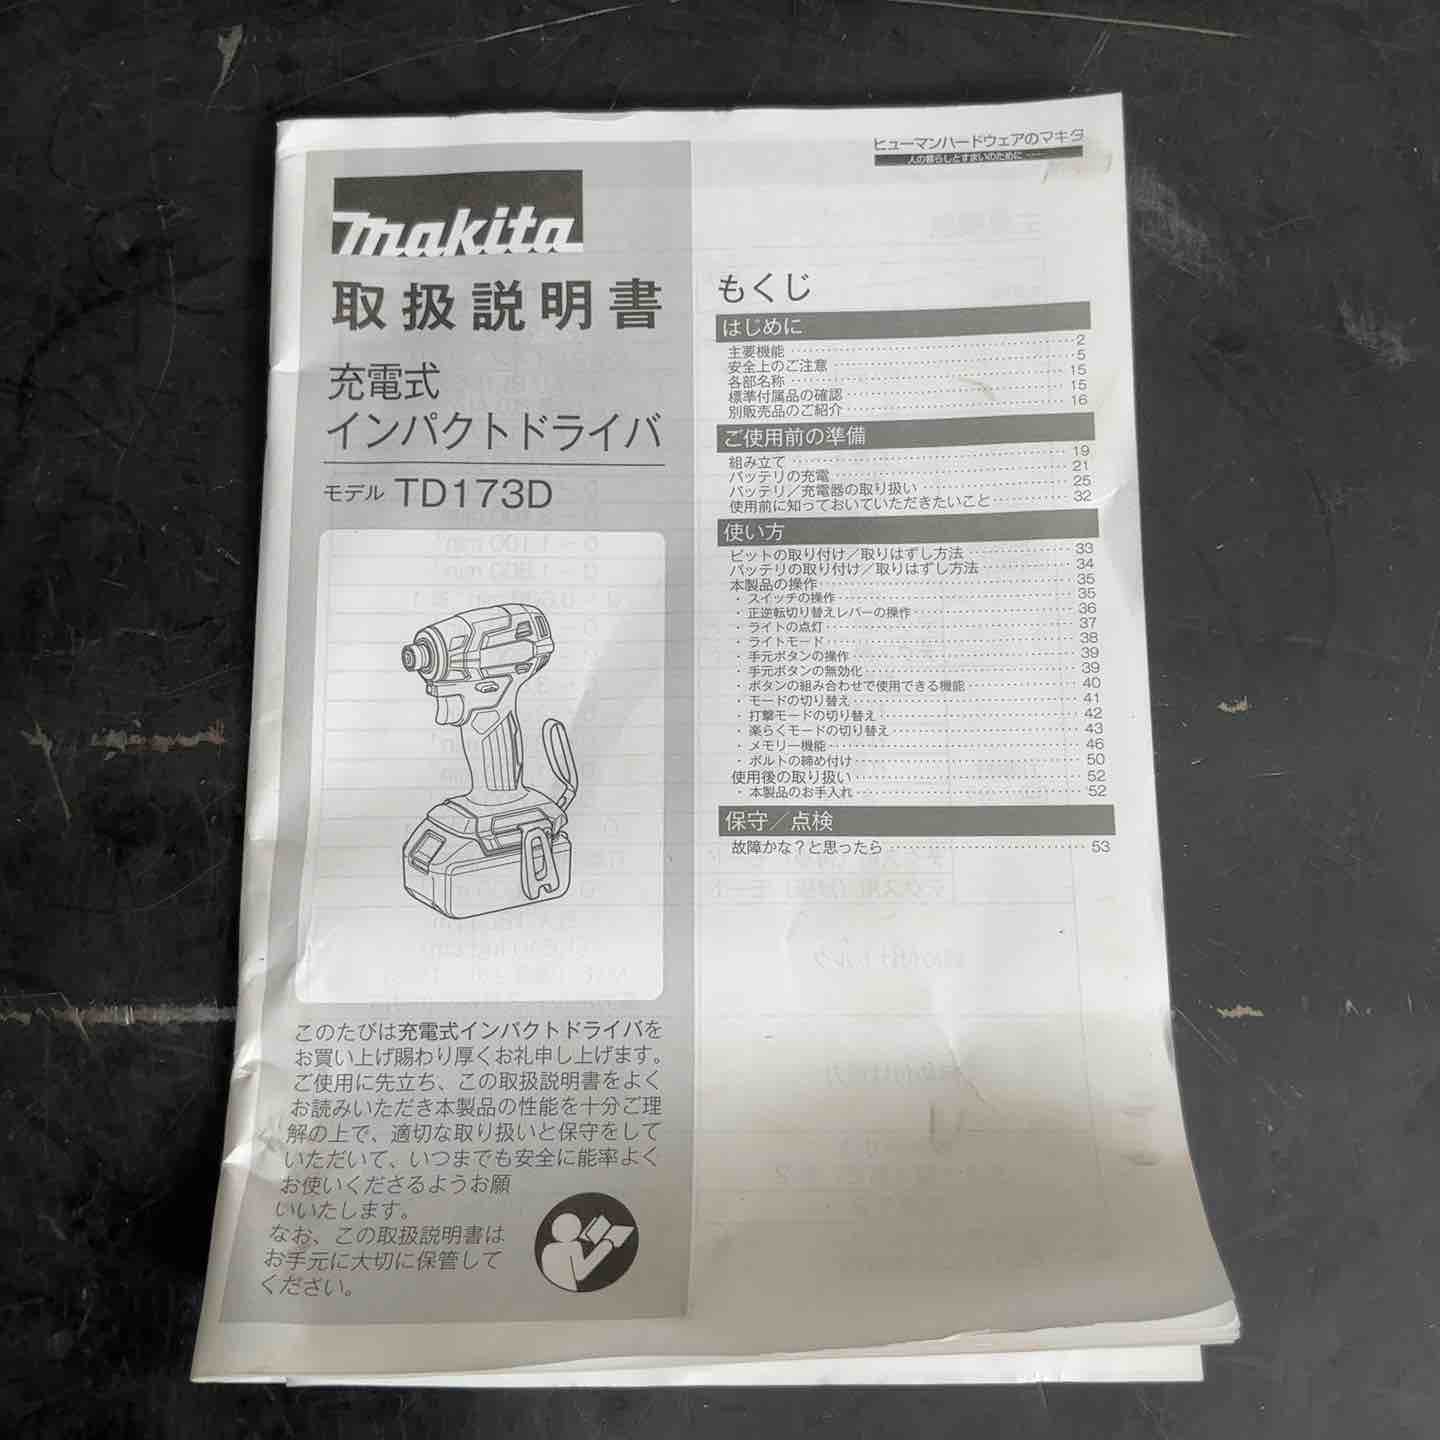 makita
取扱説明書
充電式
インパクトドライバ
モデル TD173D
このたびは充電式インパクトドライバを
お買い上げ賜わり厚くお礼申し上げます。
ご使用に先立ち、この取扱説明書をよく
お読みいただき本製品の性能を十分ご理
解の上で、適切な取り扱いと保守をして
いただいて、いつまでも安全に能率よく
お使いくださるようお願
いいたします。
なお、この取扱説明書は
お手元に大切に保管して
ください。
ヒューマンハードウェアのマキタ
人の暮らしとすまいのために
もくじ
はじめに
主要機能 2
安全上のご注意 5
各部名称 15
標準付属品の確認 15
別販売品のご紹介 16
ご使用前の準備
組み立て 19
バッテリの充電 21
バッテリ／充電器の取り扱い 25
使用前に知っておいていただきたいこと 32
使い方
ビットの取り付け／取りはずし方法 33
バッテリの取り付け／取りはずし方法 34
本製品の操作 35
・スイッチの操作 35
・正逆転切り替えレバーの操作 36
・ライトの点灯 37
・ライトモード 38
・手元ボタンの操作 39
・手元ボタンの無効化 39
・ボタンの組み合わせで使用できる機能 40
・モードの切り替え 41
・打撃モードの切り替え 42
・楽らくモードの切り替え 43
・メモリー機能 46
・ボルトの締め付け 50
使用後の取り扱い 52
・本製品のお手入れ 52
保守／点検
故障かな？と思ったら 53